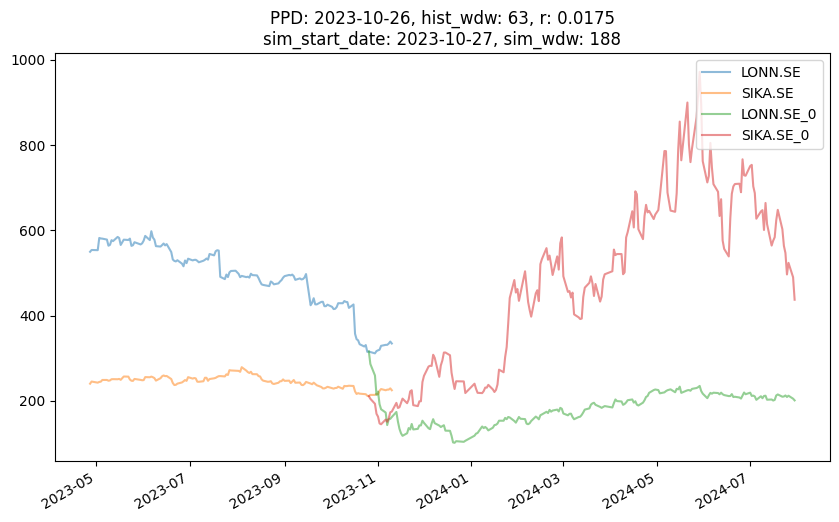 PPD: 2023-10-26, hist_wdw: 63, r: 0.0175
sim_start_date: 2023-10-27, sim_wdw: 188
1000
800
600
400
200
LONN.SE
SIKA.SE
LONN.SE_0
SIKA.SE_0
2023-05
2023-07
2023-09
2023-11
2024-01
2024-03
2024-05
2024-07